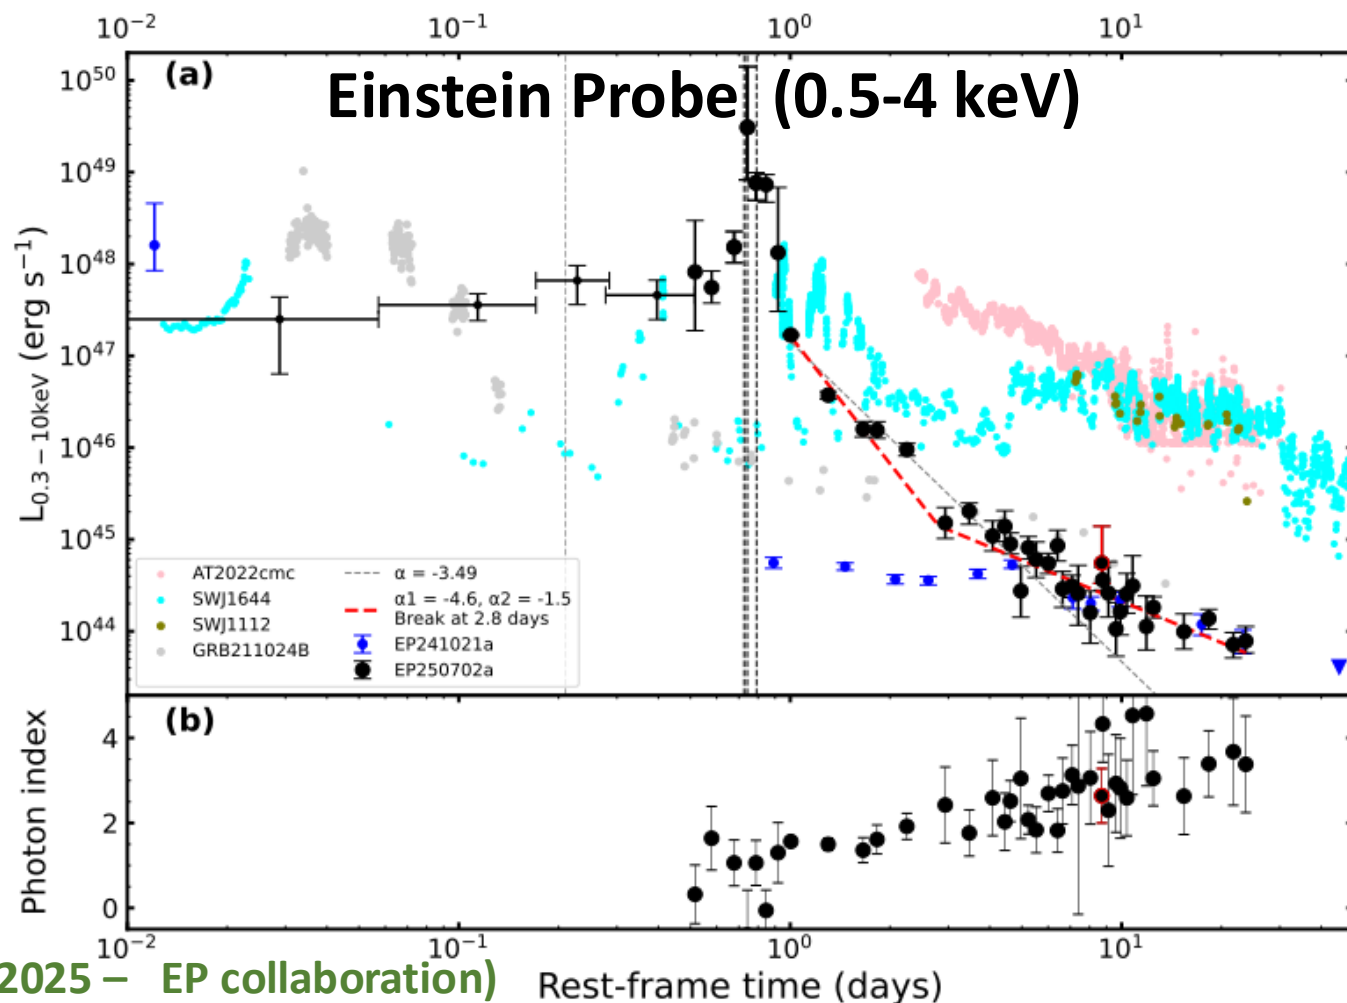 10⁻² 10⁻¹ 10⁰ 10¹
(a) Einstein Probe (0.5-4 keV)
10⁵⁰
10⁴⁹
10⁴⁸
10⁴⁷
10⁴⁶
10⁴⁵
10⁴⁴
L₀.₃₋₁₀ₖₑV (erg s⁻¹)
AT2022cmc
SWJ1644
SWJ1112
GRB211024B
α = -3.49
α1 = -4.6, α2 = -1.5
Break at 2.8 days
EP241021a
EP250702a
(b)
4
2
0
Photon index
10⁻² 10⁻¹ 10⁰ 10¹
Rest-frame time (days)
2025 – EP collaboration)